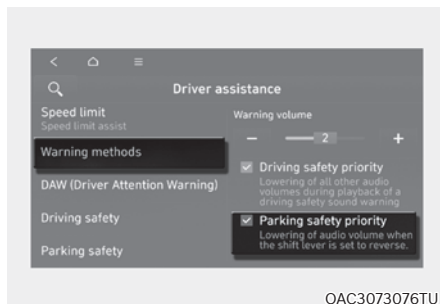 Driver assistance
Speed limit
Speed limit assist
Warning methods
DAW (Driver Attention Warning)
Driving safety
Parking safety
Warning volume
2
Driving safety priority
Lowering of all other audio
volumes during playback of a
driving safety sound warning
Parking safety priority
Lowering of audio volume when
the shift lever is set to reverse.
OAC3073076TU